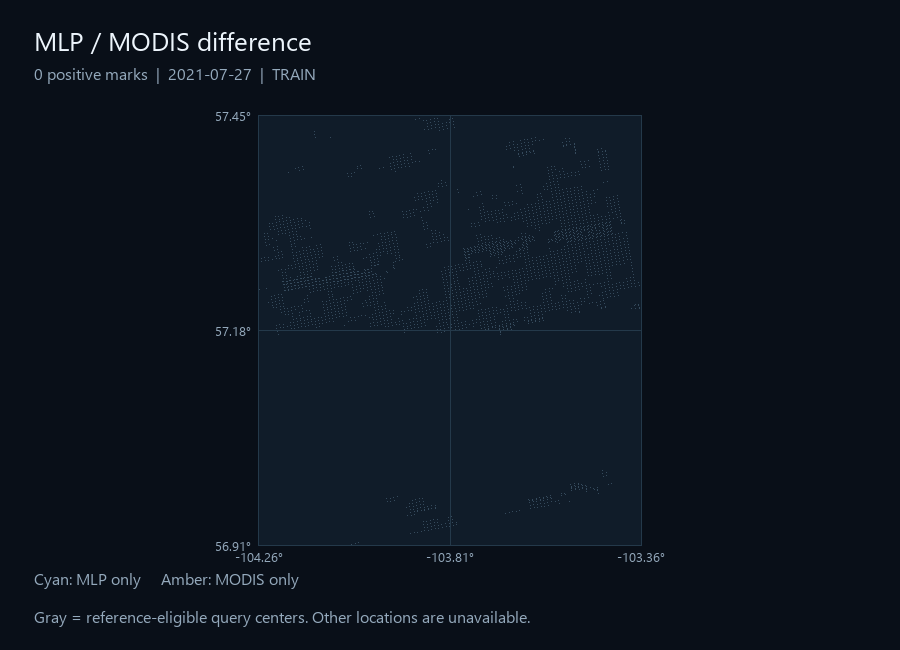 MLP / MODIS difference
0 positive marks | 2021-07-27 | TRAIN
57.45°
57.18°
56.91°
-104.26° -103.81° -103.36°
Cyan: MLP only Amber: MODIS only
Gray = reference-eligible query centers. Other locations are unavailable.